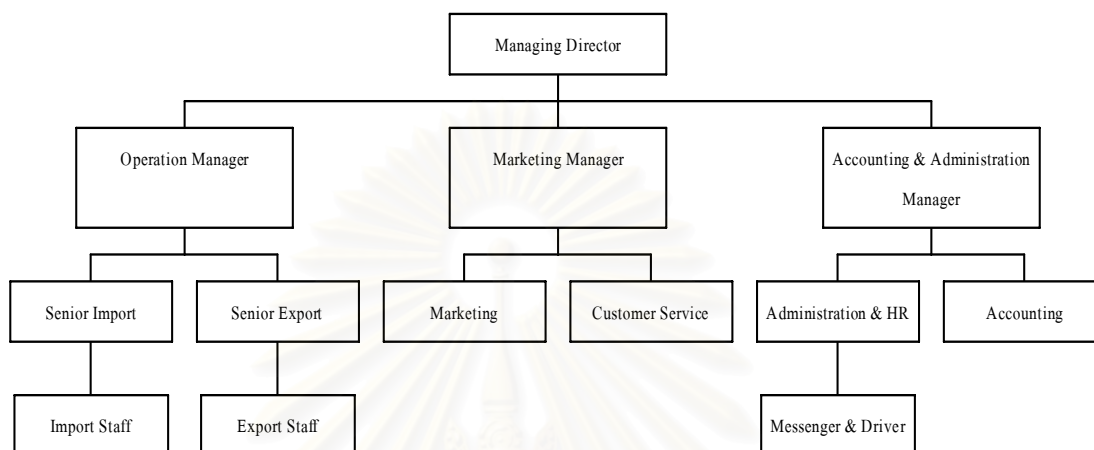 Managing Director
Operation Manager
Marketing Manager
Accounting & Administration
Manager
Senior Import
Senior Export
Marketing
Customer Service
Administration & HR
Accounting
Import Staff
Export Staff
Messenger & Driver